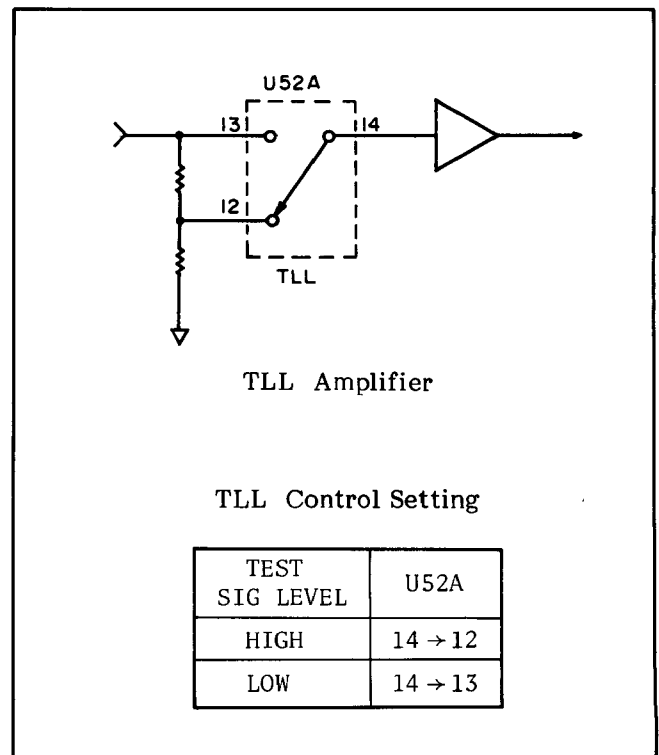 U52A
13
14
12
TLL
TLL Amplifier
TLL Control Setting
TEST SIG LEVEL
U52A
HIGH
14 → 12
LOW
14 → 13